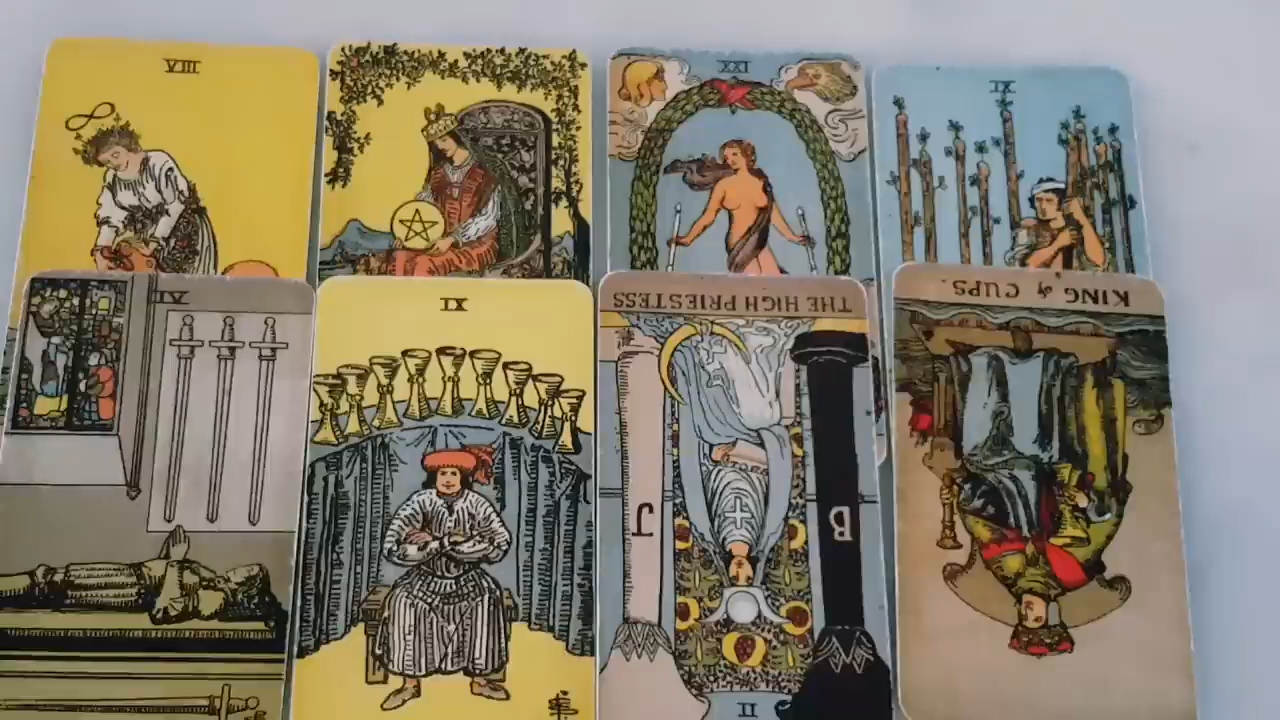 VIII
XXI
IX
IV
IX
THE HIGH PRIESTESS
KING of CUPS.
J
B
II